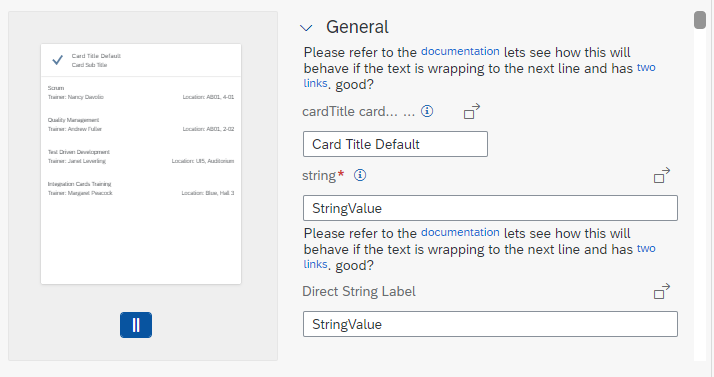 Card Title Default
Card Sub Title
Scrum
Trainer: Nancy Davolio Location: AB01, 4-01
Quality Management
Trainer: Andrew Fuller Location: AB01, 2-02
Test Driven Development
Trainer: Janet Leverling Location: UI5, Auditorium
Integration Cards Training
Trainer: Margaret Peacock Location: Blue, Hall 3
General
Please refer to the documentation lets see how this will
behave if the text is wrapping to the next line and has two
links. good?
cardTitle card... ...
Card Title Default
string*
StringValue
Please refer to the documentation lets see how this will
behave if the text is wrapping to the next line and has two
links. good?
Direct String Label
StringValue